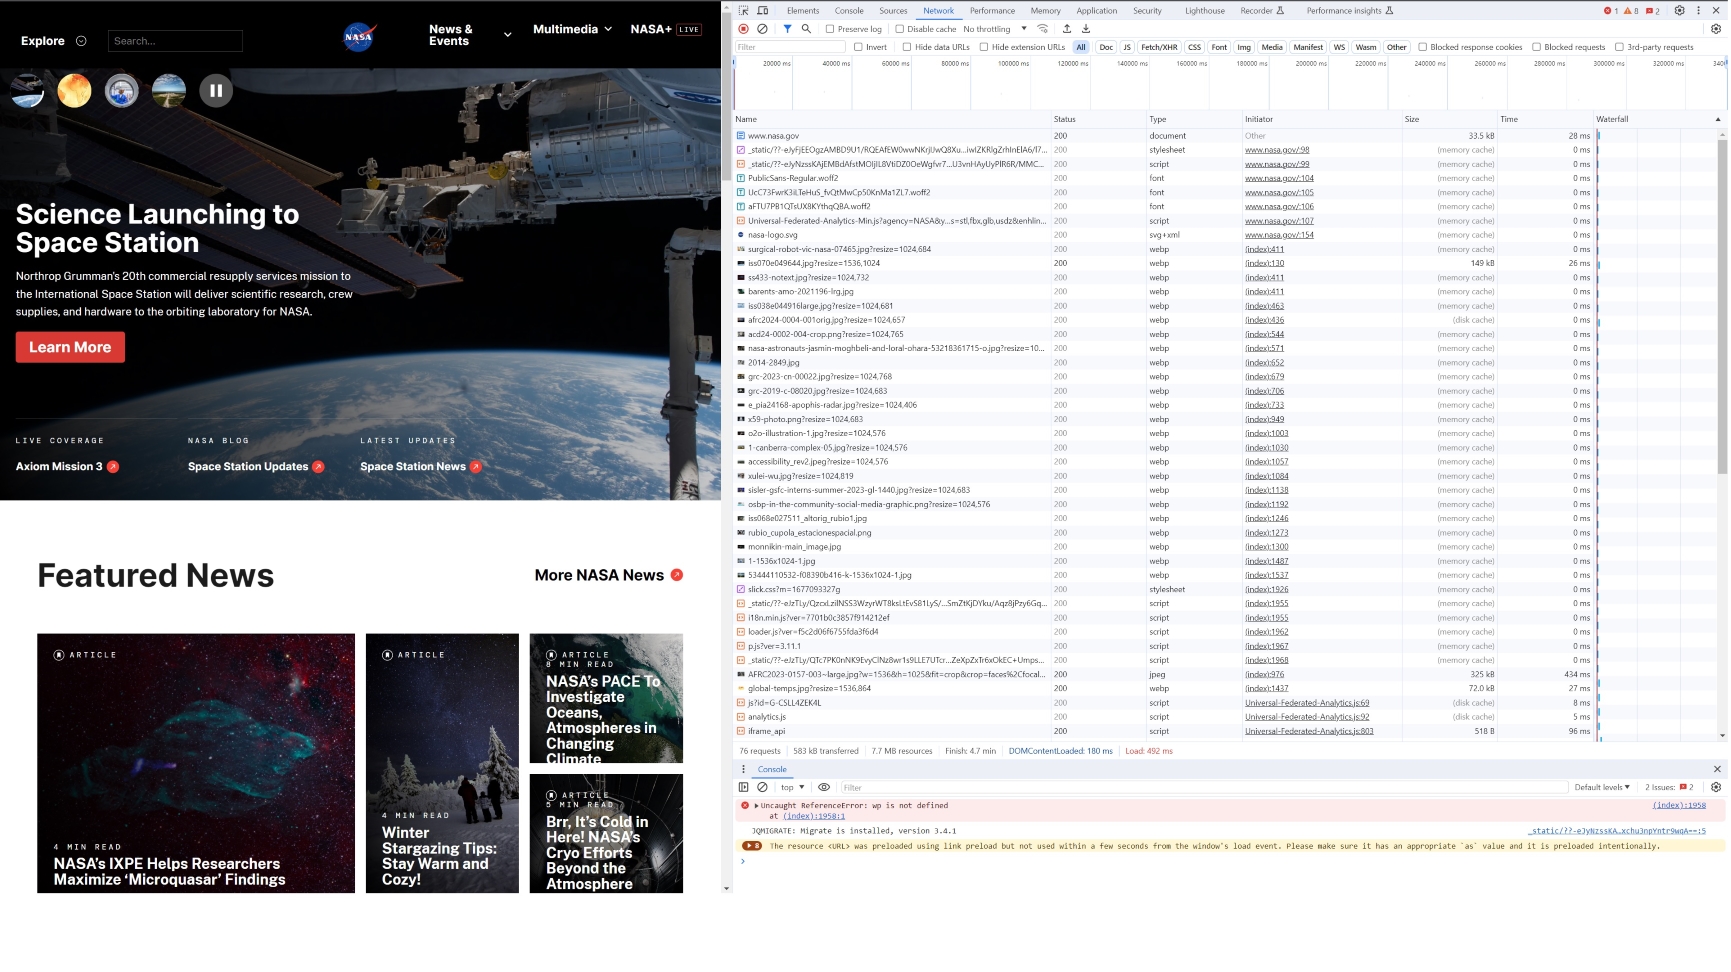 Explore
Search...
NASA
News & Events
Multimedia
NASA+ LIVE
Science Launching to
Space Station
Northrop Grumman's 20th commercial resupply services mission to
the International Space Station will deliver scientific research, crew
supplies, and hardware to the orbiting laboratory for NASA.
Learn More
LIVE COVERAGE
Axiom Mission 3
NASA BLOG
Space Station Updates
LATEST UPDATES
Space Station News
Featured News
More NASA News
ARTICLE
4 MIN READ
NASA's IXPE Helps Researchers
Maximize 'Microquasar' Findings
ARTICLE
4 MIN READ
Winter
Stargazing Tips:
Stay Warm and
Cozy!
ARTICLE
8 MIN READ
NASA's PACE To
Investigate
Oceans,
Atmospheres in
Changing
Climate
ARTICLE
5 MIN READ
Brr, It's Cold in
Here! NASA's
Cryo Efforts
Beyond the
Atmosphere
Elements Console Sources Network Performance Memory Application Security Lighthouse Recorder Performance insights 1 8 2
Preserve log Disable cache No throttling
Filter Invert Hide data URLs Hide extension URLs All Doc JS Fetch/XHR CSS Font Img Media Manifest WS Wasm Other Blocked response cookies Blocked requests 3rd-party requests
20000 ms 40000 ms 60000 ms 80000 ms 100000 ms 120000 ms 140000 ms 160000 ms 180000 ms 200000 ms 220000 ms 240000 ms 260000 ms 280000 ms 300000 ms 320000 ms
Name Status Type Initiator Size Time Waterfall
www.nasa.gov 200 document Other 33.5 kB 28 ms
200 stylesheet www.nasa.gov/:98 (memory cache) 0 ms
200 script www.nasa.gov/:99 (memory cache) 0 ms
PublicSans-Regular.woff2 200 font www.nasa.gov/:104 (memory cache) 0 ms
UcC73FwrK3iLTeHuS_fvQtMwCp50KnMa1ZL7.woff2 200 font www.nasa.gov/:105 (memory cache) 0 ms
aFTU7PB1QTsUX8KYthqQBA.woff2 200 font www.nasa.gov/:106 (memory cache) 0 ms
Universal-Federated-Analytics-Min.js?agency=NASA&y...s=stl,fbx,glb,usdz&enhlin... 200 script www.nasa.gov/:107 (memory cache) 0 ms
nasa-logo.svg 200 svg+xml www.nasa.gov/:154 (memory cache) 0 ms
surgical-robot-vic-nasa-07465.jpg?resize=1024,684 200 webp (index):411 (memory cache) 0 ms
iss070e049644.jpg?resize=1536,1024 200 webp (index):130 149 kB 26 ms
ss433-notext.jpg?resize=1024,732 200 webp (index):411 (memory cache) 0 ms
barents-amo-2021196-lrg.jpg 200 webp (index):411 (memory cache) 0 ms
iss038e044916large.jpg?resize=1024,681 200 webp (index):463 (memory cache) 0 ms
afrc2024-0004-001orig.jpg?resize=1024,657 200 webp (index):436 (disk cache) 0 ms
acd24-0002-004-crop.png?resize=1024,765 200 webp (index):544 (memory cache) 0 ms
nasa-astronauts-jasmin-moghbeli-and-loral-ohara-53218361715-o.jpg?resize=10... 200 webp (index):571 (memory cache) 0 ms
2014-2849.jpg 200 webp (index):652 (memory cache) 0 ms
grc-2023-cn-00022.jpg?resize=1024,768 200 webp (index):679 (memory cache) 0 ms
grc-2019-c-08020.jpg?resize=1024,683 200 webp (index):706 (memory cache) 0 ms
e_pia24168-apophis-radar.jpg?resize=1024,406 200 webp (index):733 (memory cache) 0 ms
x59-photo.png?resize=1024,683 200 webp (index):949 (memory cache) 0 ms
o2o-illustration-1.jpg?resize=1024,576 200 webp (index):1003 (memory cache) 0 ms
1-canberra-complex-05.jpg?resize=1024,576 200 webp (index):1030 (memory cache) 0 ms
accessibility_rev2.jpeg?resize=1024,576 200 webp (index):1057 (memory cache) 0 ms
xulei-wu.jpg?resize=1024,819 200 webp (index):1084 (memory cache) 0 ms
sisler-gsfc-interns-summer-2023-gl-1440.jpg?resize=1024,683 200 webp (index):1138 (memory cache) 0 ms
osbp-in-the-community-social-media-graphic.png?resize=1024,576 200 webp (index):1192 (memory cache) 0 ms
iss068e027511_altorig_rubio1.jpg 200 webp (index):1246 (memory cache) 0 ms
rubio_cupola_estacionespacial.png 200 webp (index):1273 (memory cache) 0 ms
monnikin-main_image.jpg 200 webp (index):1300 (memory cache) 0 ms
1-1536x1024-1.jpg 200 webp (index):1487 (memory cache) 0 ms
53444110532-f08390b416-k-1536x1024-1.jpg 200 webp (index):1537 (memory cache) 0 ms
slick.css?m=1677093327g 200 stylesheet (index):1926 (memory cache) 0 ms
200 script (index):1955 (memory cache) 0 ms
i18n.min.js?ver=7701b0c3857f914212ef 200 script (index):1955 (memory cache) 0 ms
loader.js?ver=f5c2d06f6755fda3f6d4 200 script (index):1962 (memory cache) 0 ms
p.js?ver=3.11.1 200 script (index):1967 (memory cache) 0 ms
200 script (index):1968 (memory cache) 0 ms
AFRC2023-0157-003~large.jpg?w=1536&h=1025&fit=crop&crop=faces%2Cfocal... 200 jpeg (index):976 325 kB 434 ms
global-temps.jpg?resize=1536,864 200 webp (index):1437 72.0 kB 27 ms
js?id=G-CSLL4ZEK4L 200 script Universal-Federated-Analytics.js:69 (disk cache) 8 ms
analytics.js 200 script Universal-Federated-Analytics.js:92 (disk cache) 5 ms
iframe_api 200 script Universal-Federated-Analytics.js:803 518 B 96 ms
76 requests 583 kB transferred 7.7 MB resources Finish: 4.7 min DOMContentLoaded: 180 ms Load: 492 ms
Console
top Filter Default levels 2 Issues: 2
Uncaught ReferenceError: wp is not defined (index):1958
at (index):1958:1
JQMIGRATE: Migrate is installed, version 3.4.1
8 The resource <URL> was preloaded using link preload but not used within a few seconds from the window's load event. Please make sure it has an appropriate `as` value and it is preloaded intentionally.